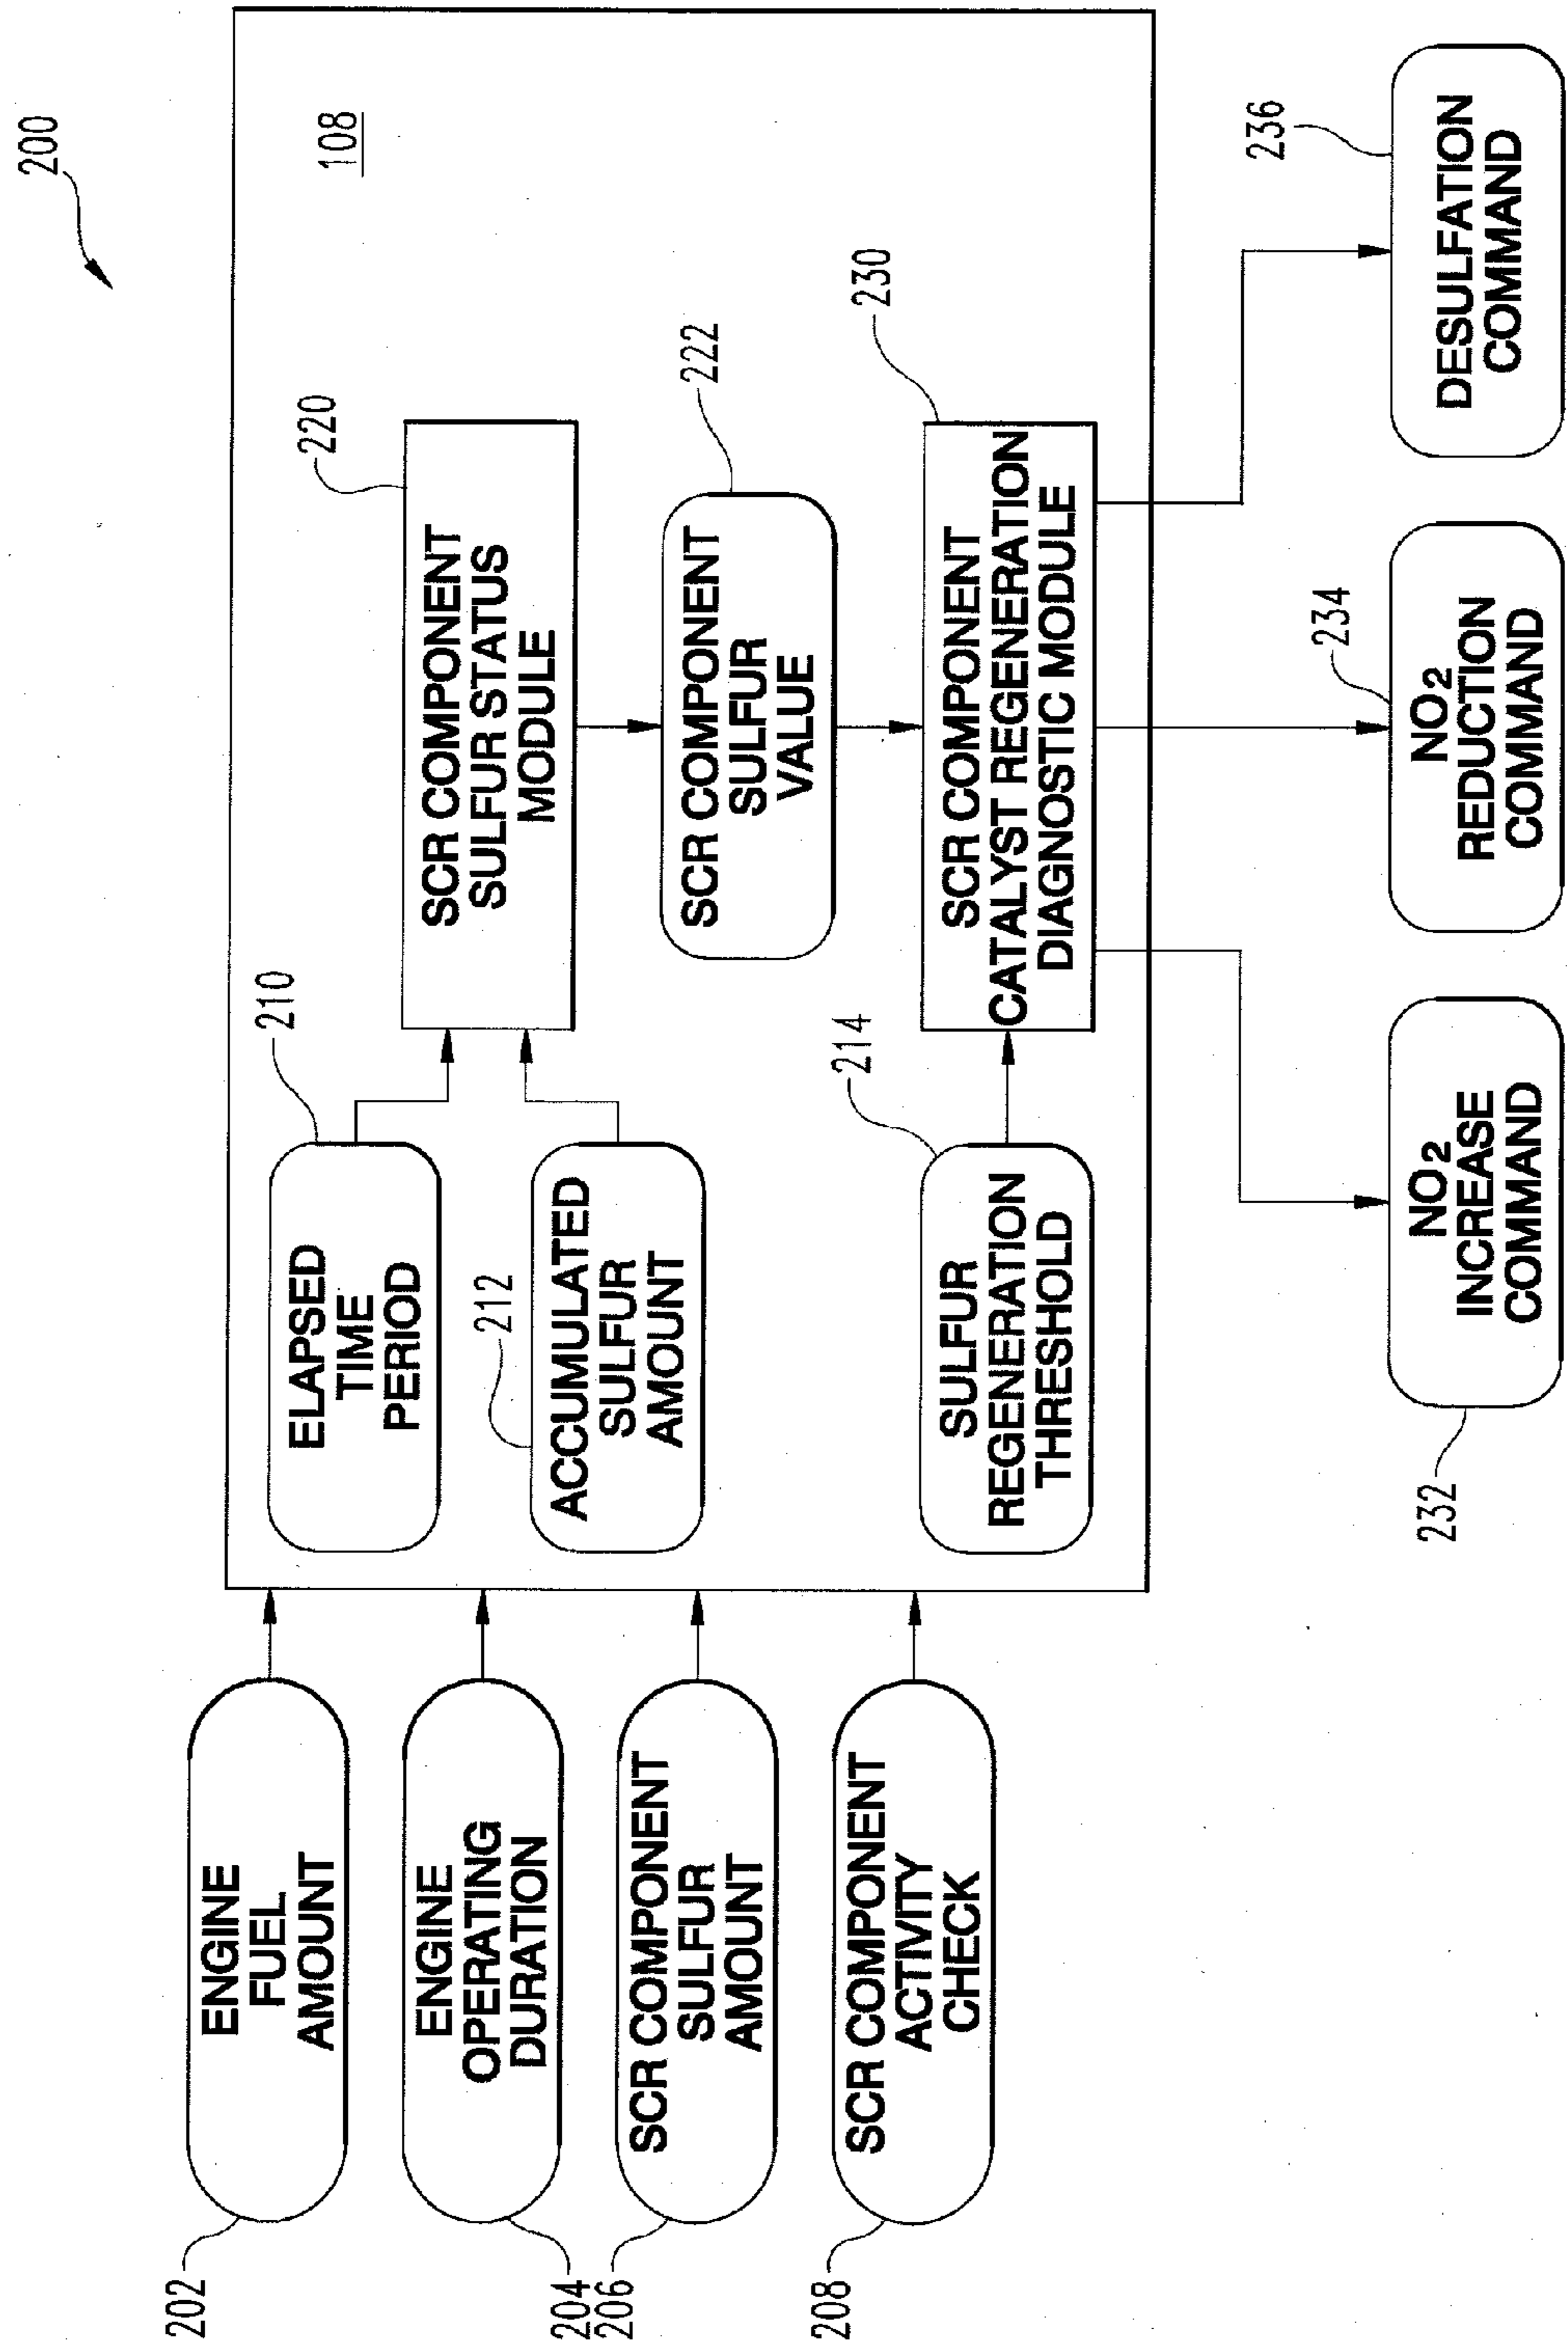 200
108
202
ENGINE
FUEL
AMOUNT
204
ENGINE
OPERATING
DURATION
206
SCR COMPONENT
SULFUR
AMOUNT
208
SCR COMPONENT
ACTIVITY
CHECK
210
ELAPSED
TIME
PERIOD
212
ACCUMULATED
SULFUR
AMOUNT
214
SULFUR
REGENERATION
THRESHOLD
220
SCR COMPONENT
SULFUR STATUS
MODULE
222
SCR COMPONENT
SULFUR
VALUE
230
SCR COMPONENT
CATALYST REGENERATION
DIAGNOSTIC MODULE
232
NO₂
INCREASE
COMMAND
234
NO₂
REDUCTION
COMMAND
236
DESULFATION
COMMAND